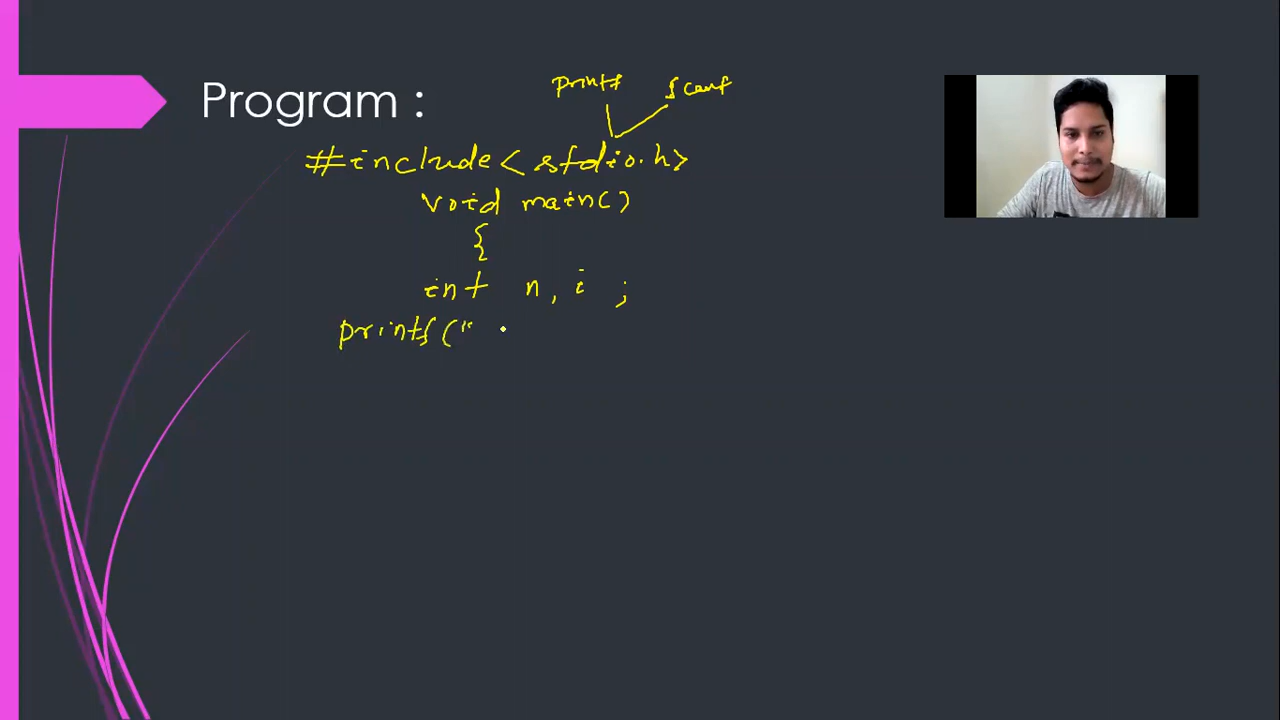 Program :
printf scanf
#include<stdio.h>
void main()
{
int n, i ;
printf("